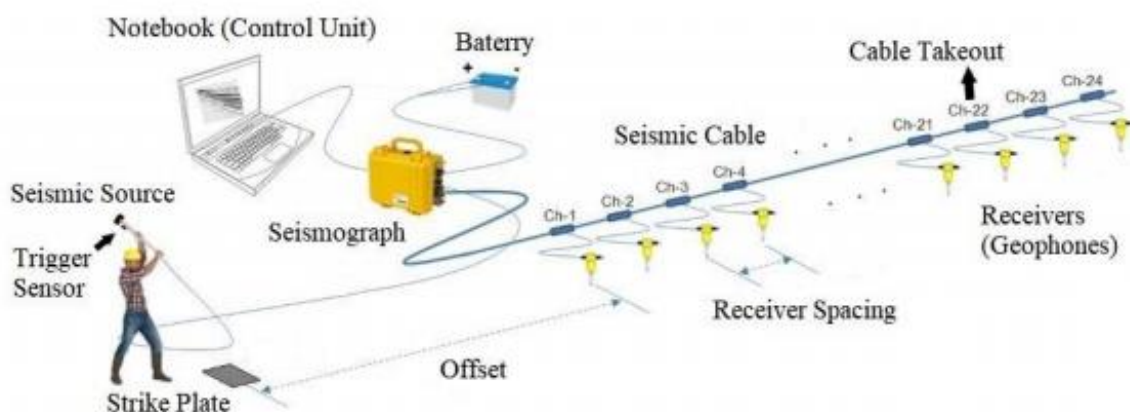 Notebook (Control Unit)
Baterry
+ -
Cable Takeout
Ch-24
Ch-23
Ch-22
Ch-21
Seismic Cable
Ch-4
Ch-3
Ch-2
Ch-1
Seismic Source
Trigger
Sensor
Seismograph
Receivers
(Geophones)
Receiver Spacing
Offset
Strike Plate